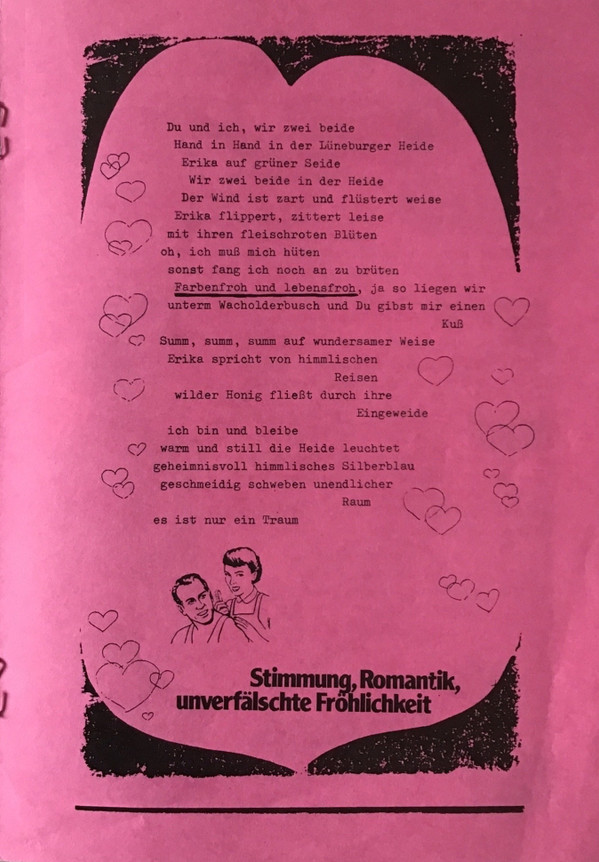 Du und ich, wir zwei beide
Hand in Hand in der Lüneburger Heide
Erika auf grüner Seide
Wir zwei beide in der Heide
Der Wind ist zart und flüstert weise
Erika flippert, zittert leise
mit ihren fleischroten Blüten
oh, ich muß mich hüten
sonst fang ich noch an zu brüten
Farbenfroh und lebensfroh, ja so liegen wir
unterm Wacholderbusch und Du gibst mir einen
Kuß
Summ, summ, summ auf wundersamer Weise
Erika spricht von himmlischen
Reisen
wilder Honig fließt durch ihre
Eingeweide
ich bin und bleibe
warm und still die Heide leuchtet
geheimnisvoll himmlisches Silberblau
geschmeidig schweben unendlicher
Raum
es ist nur ein Traum
Stimmung, Romantik,
unverfälschte Fröhlichkeit